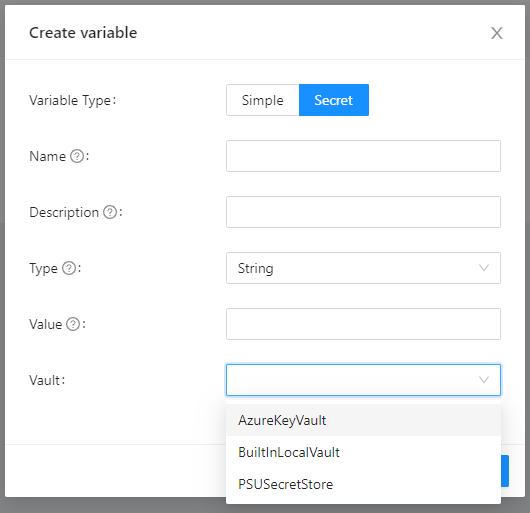 Create variable
Variable Type: Simple Secret
Name ?:
Description ?:
Type ?: String
Value ?:
Vault:
AzureKeyVault
BuiltInLocalVault
PSUSecretStore